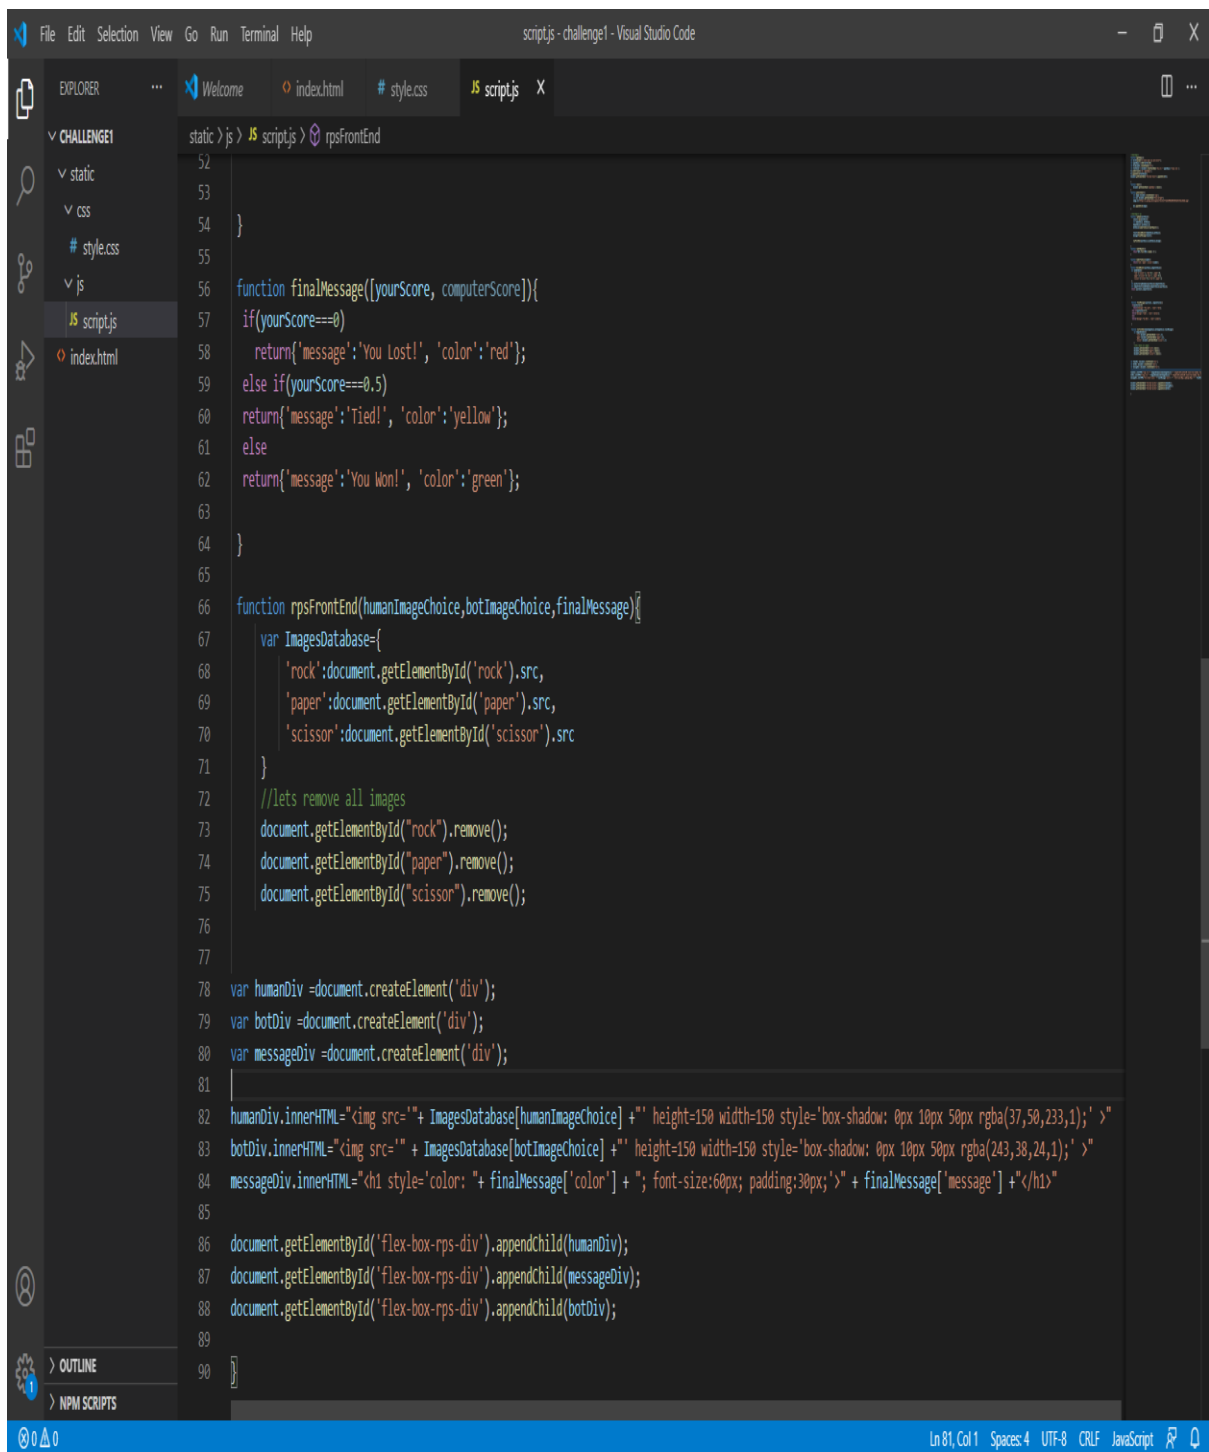 File Edit Selection View Go Run Terminal Help script.js - challenge1 - Visual Studio Code
EXPLORER ··· Welcome index.html # style.css JS script.js X
CHALLENGE1
static > js > JS script.js > rpsFrontEnd
static
css
# style.css
js
JS script.js
index.html
52
53
54 }
55
56 function finalMessage([yourScore, computerScore]){
57 if(yourScore===0)
58 return{'message':'You Lost!', 'color':'red'};
59 else if(yourScore===0.5)
60 return{'message':'Tied!', 'color':'yellow'};
61 else
62 return{'message':'You Won!', 'color':'green'};
63
64 }
65
66 function rpsFrontEnd(humanImageChoice,botImageChoice,finalMessage){
67 var ImagesDatabase={
68 'rock':document.getElementById('rock').src,
69 'paper':document.getElementById('paper').src,
70 'scissor':document.getElementById('scissor').src
71 }
72 //lets remove all images
73 document.getElementById("rock").remove();
74 document.getElementById("paper").remove();
75 document.getElementById("scissor").remove();
76
77
78 var humanDiv =document.createElement('div');
79 var botDiv =document.createElement('div');
80 var messageDiv =document.createElement('div');
81
82 humanDiv.innerHTML="<img src='"+ ImagesDatabase[humanImageChoice] +"' height=150 width=150 style='box-shadow: 0px 10px 50px rgba(37,50,233,1);' >"
83 botDiv.innerHTML="<img src='" + ImagesDatabase[botImageChoice] +"' height=150 width=150 style='box-shadow: 0px 10px 50px rgba(243,38,24,1);' >"
84 messageDiv.innerHTML="<h1 style='color: "+ finalMessage['color'] + "; font-size:60px; padding:30px;'>" + finalMessage['message'] +"</h1>"
85
86 document.getElementById('flex-box-rps-div').appendChild(humanDiv);
87 document.getElementById('flex-box-rps-div').appendChild(messageDiv);
88 document.getElementById('flex-box-rps-div').appendChild(botDiv);
89
90 }
OUTLINE
NPM SCRIPTS
1
0 0 Ln 81, Col 1 Spaces: 4 UTF-8 CRLF JavaScript